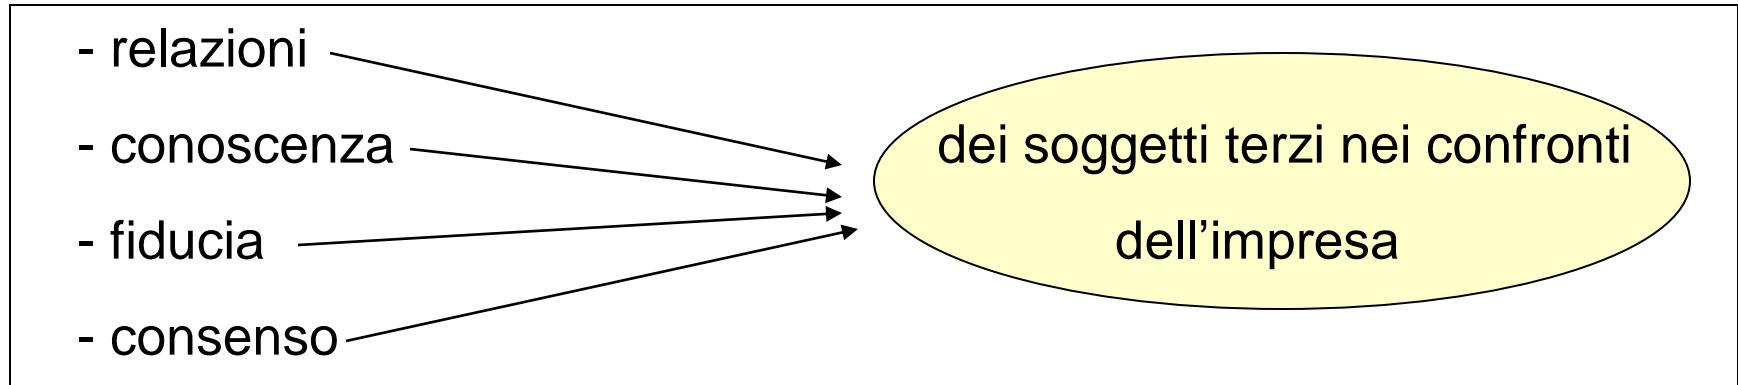 - relazioni
- conoscenza
- fiducia
- consenso
dei soggetti terzi nei confronti
dell’impresa